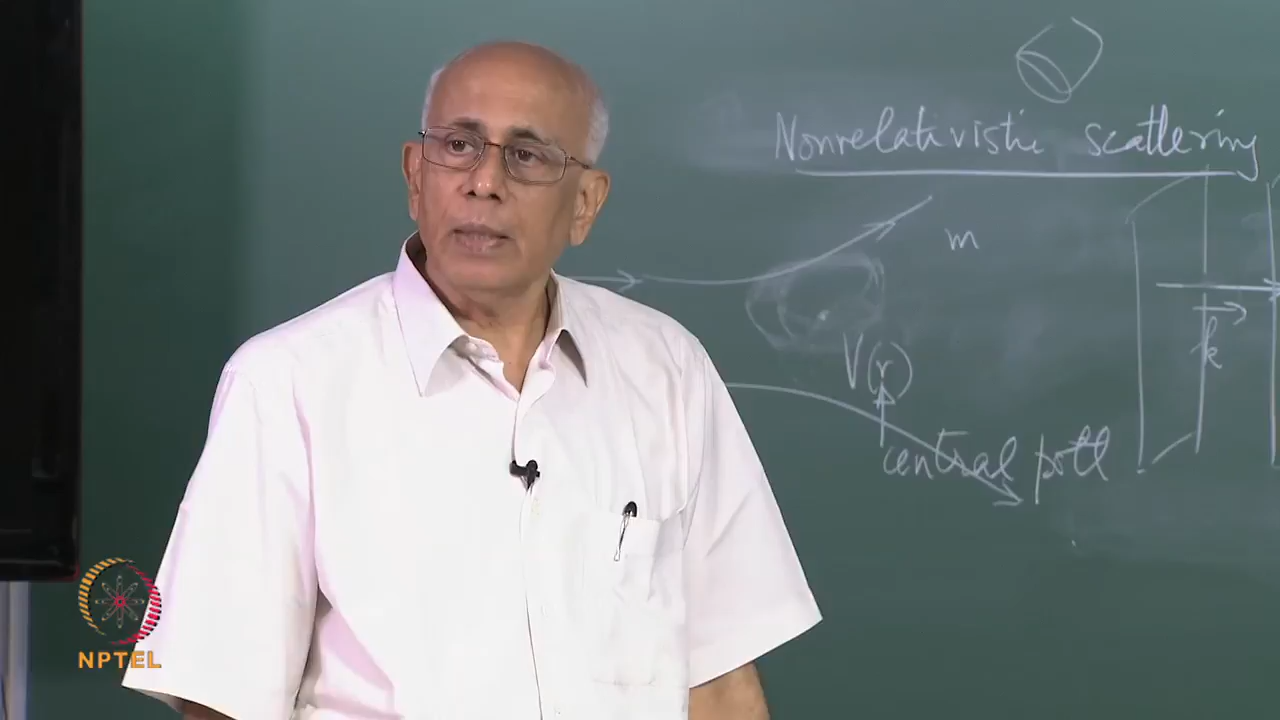 Nonrelativistic scattering
m
k
V(r)
central potl
NPTEL